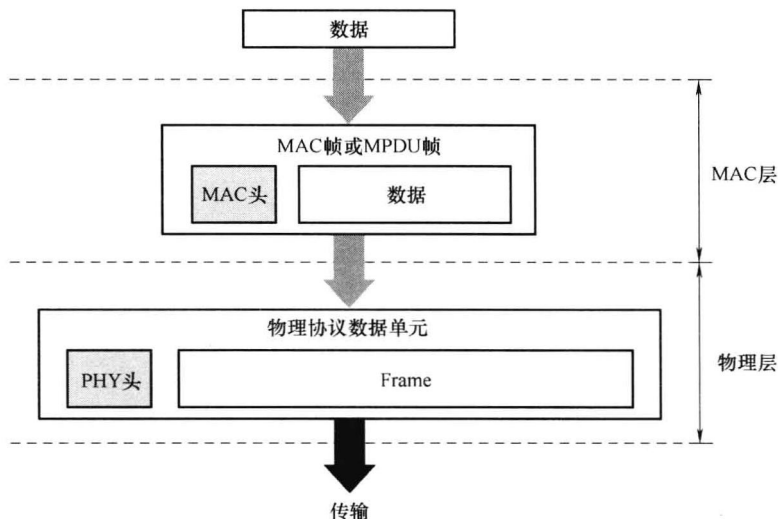 数据
MAC帧或MPDU帧
MAC头
数据
MAC层
物理协议数据单元
PHY头
Frame
物理层
传输